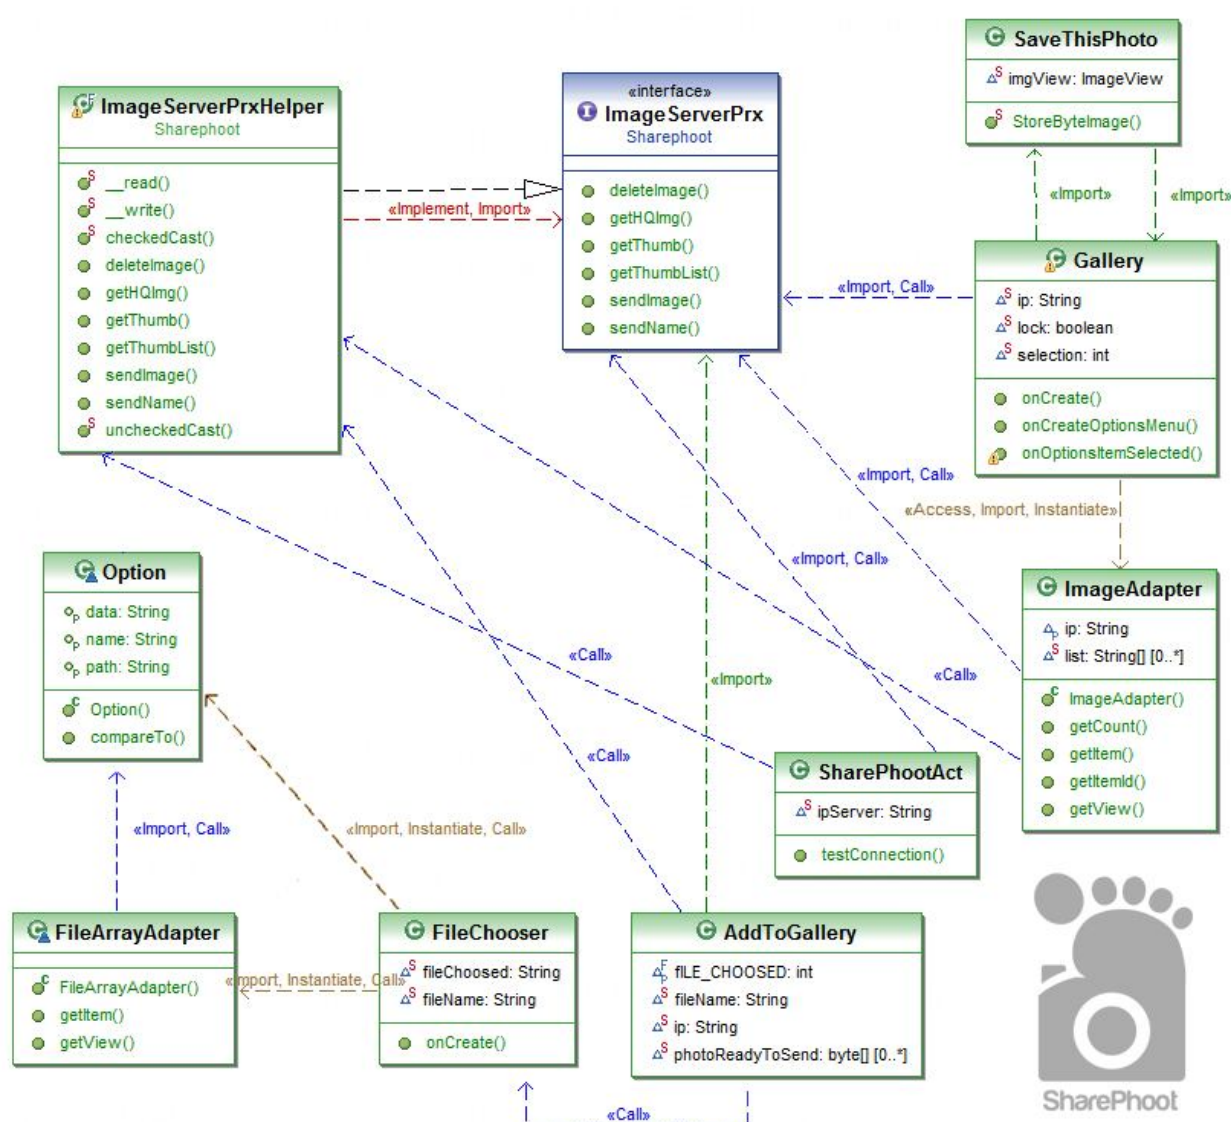 SaveThisPhoto
imgView: ImageView
StoreByteImage()
ImageServerPrxHelper
Sharephoot
__read()
__write()
checkedCast()
deleteImage()
getHQImg()
getThumb()
getThumbList()
sendImage()
sendName()
uncheckedCast()
«Implement, Import»
«interface»
ImageServerPrx
Sharephoot
deleteImage()
getHQImg()
getThumb()
getThumbList()
sendImage()
sendName()
«Import»
«Import»
«Import, Call»
Gallery
ip: String
lock: boolean
selection: int
onCreate()
onCreateOptionsMenu()
onOptionsItemSelected()
«Import, Call»
«Access, Import, Instantiate»
«Import, Call»
ImageAdapter
ip: String
list: String[] [0..*]
ImageAdapter()
getCount()
getItem()
getItemId()
getView()
Option
data: String
name: String
path: String
Option()
compareTo()
«Call»
«Call»
«Import»
«Call»
SharePhootAct
ipServer: String
testConnection()
«Import, Call»
«Import, Instantiate, Call»
FileArrayAdapter
FileArrayAdapter()
getItem()
getView()
«Import, Instantiate, Call»
FileChooser
fileChoosed: String
fileName: String
onCreate()
AddToGallery
fILE_CHOOSED: int
fileName: String
ip: String
photoReadyToSend: byte[] [0..*]
«Call»
SharePhoot